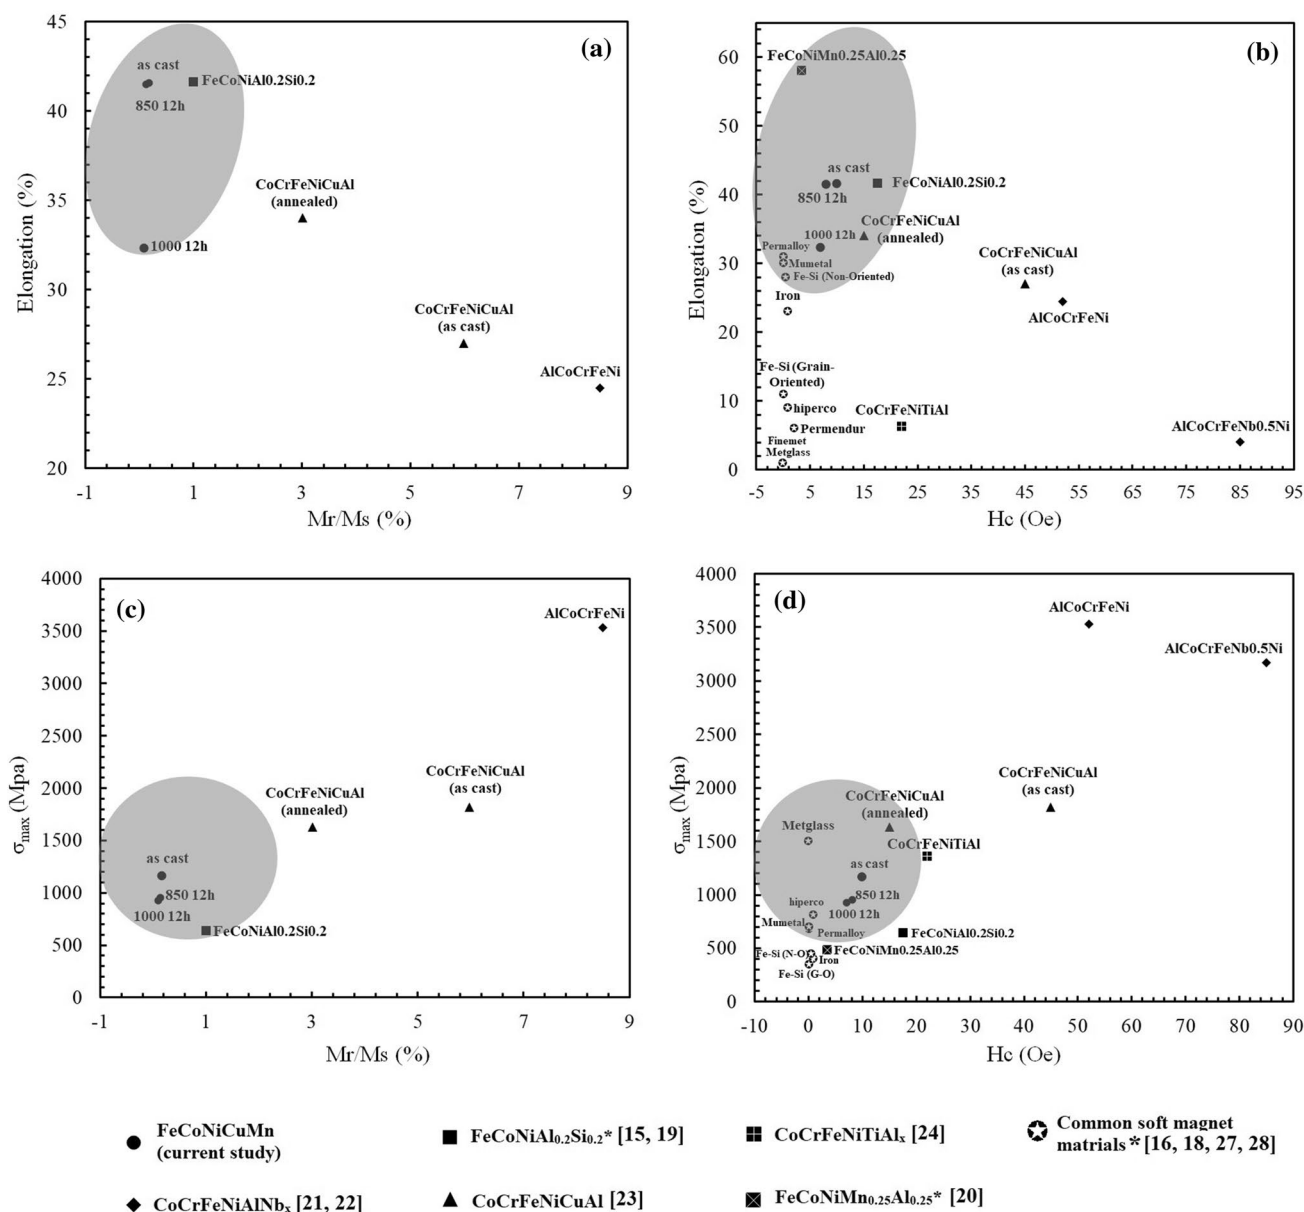 (a)
45
40
35
30
25
20
Elongation (%)
as cast
FeCoNiAl0.2Si0.2
850 12h
CoCrFeNiCuAl
(annealed)
1000 12h
CoCrFeNiCuAl
(as cast)
AlCoCrFeNi
-1
1
3
5
7
9
Mr/Ms (%)
(b)
60
50
40
30
20
10
0
Elongation (%)
FeCoNiMn0.25Al0.25
as cast
FeCoNiAl0.2Si0.2
850 12h
CoCrFeNiCuAl
(annealed)
1000 12h
Permalloy
Mumetal
Fe-Si (Non-Oriented)
CoCrFeNiCuAl
(as cast)
Iron
AlCoCrFeNi
Fe-Si (Grain-
Oriented)
hiperco
CoCrFeNiTiAl
Permendur
AlCoCrFeNb0.5Ni
Finemet
Metglass
-5
5
15
25
35
45
55
65
75
85
95
Hc (Oe)
(c)
4000
3500
3000
2500
2000
1500
1000
500
0
σmax (Mpa)
AlCoCrFeNi
CoCrFeNiCuAl
(as cast)
CoCrFeNiCuAl
(annealed)
as cast
850 12h
1000 12h
FeCoNiAl0.2Si0.2
-1
1
3
5
7
9
Mr/Ms (%)
(d)
4000
3500
3000
2500
2000
1500
1000
500
0
σmax (Mpa)
AlCoCrFeNi
AlCoCrFeNb0.5Ni
CoCrFeNiCuAl
(as cast)
CoCrFeNiCuAl
(annealed)
Metglass
CoCrFeNiTiAl
as cast
850 12h
hiperco
1000 12h
Mumetal
Permalloy
FeCoNiAl0.2Si0.2
Fe-Si (N-O)
FeCoNiMn0.25Al0.25
Iron
Fe-Si (G-O)
-10
0
10
20
30
40
50
60
70
80
90
Hc (Oe)
FeCoNiCuMn
(current study)
FeCoNiAl0.2Si0.2* [15, 19]
CoCrFeNiTiAlx [24]
Common soft magnet
matrials* [16, 18, 27, 28]
CoCrFeNiAlNbx [21, 22]
CoCrFeNiCuAl [23]
FeCoNiMn0.25Al0.25* [20]